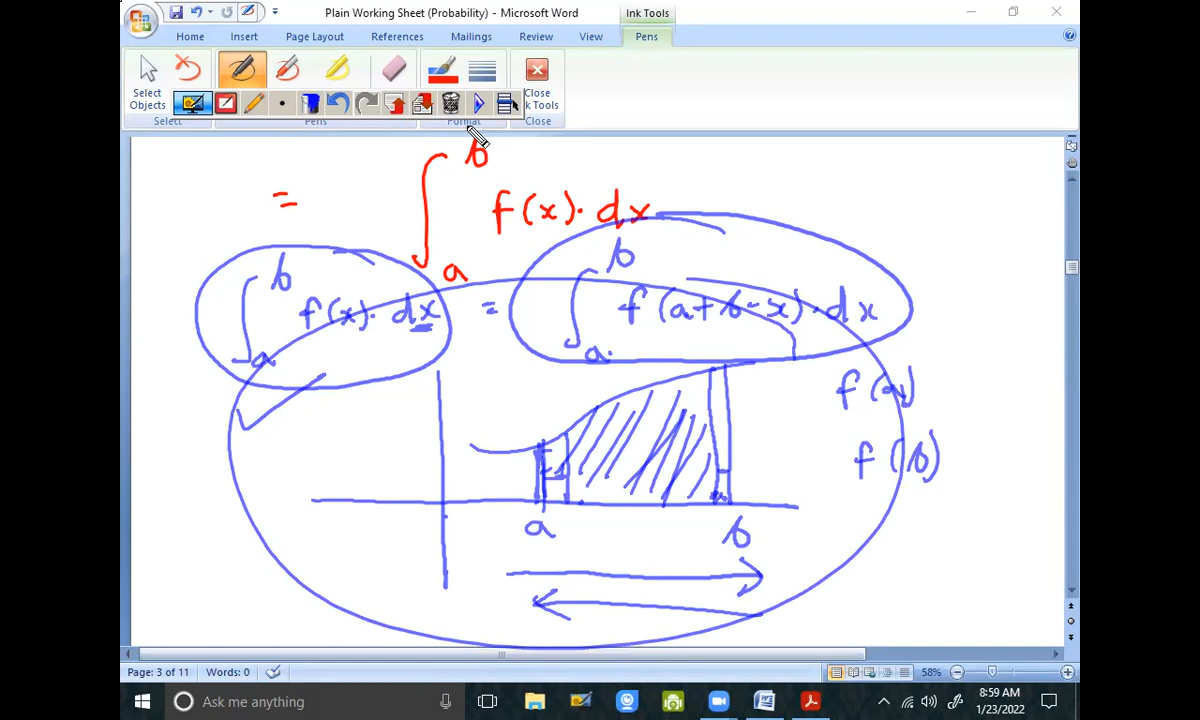 Plain Working Sheet (Probability) - Microsoft Word
Ink Tools
Home Insert Page Layout References Mailings Review View Pens
Select Objects
Close
Ink Tools
Select Pens Format Close
= ∫_a^b f(x)·dx
∫_a^b f(x)·dx = ∫_a^b f(a+b-x)·dx
f(a)
f(b)
a b
Page: 3 of 11 Words: 0 58%
Ask me anything
8:59 AM
1/23/2022